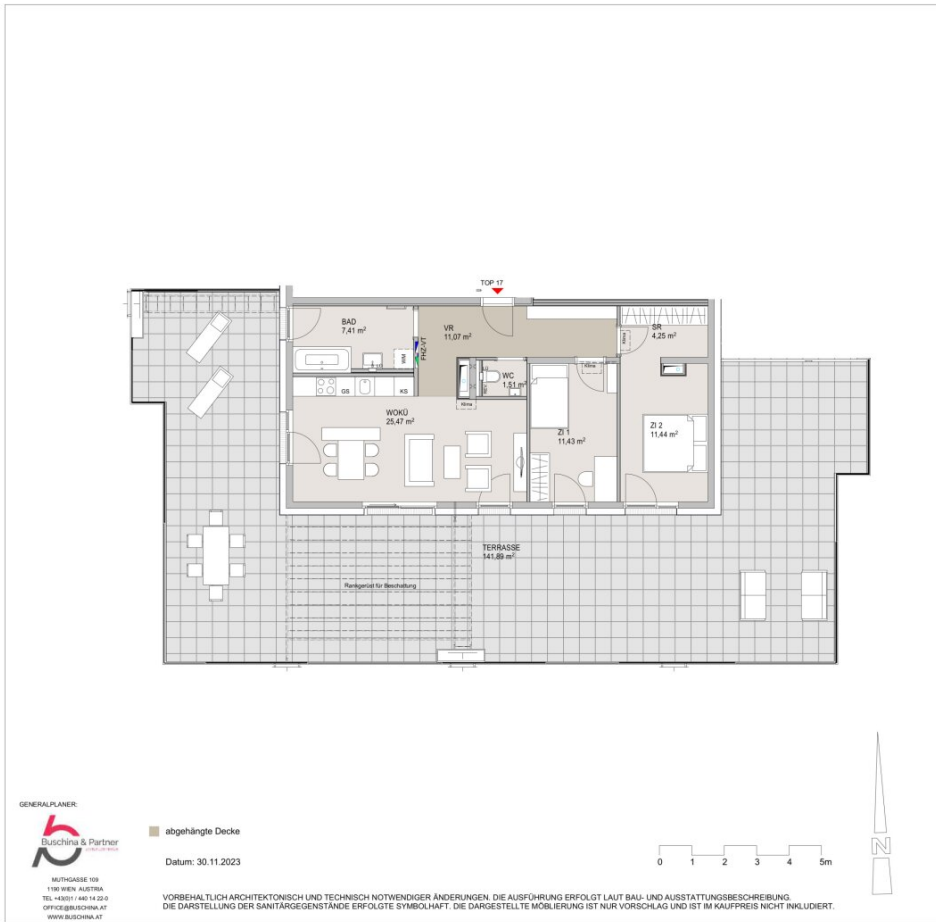 TOP 17
BAD
7,41 m²
VR
11,07 m²
SR
4,25 m²
Klima
FHZ-VT
WM
WC
1,51 m²
Klima
GS
KS
Klima
WOKÜ
25,47 m²
ZI 1
11,43 m²
ZI 2
11,44 m²
TERRASSE
141,89 m²
Rankgerüst für Beschattung
GENERALPLANER:
Buschina & Partner
abgehängte Decke
Datum: 30.11.2023
0 1 2 3 4 5m
N
MUTHGASSE 109
1190 WIEN AUSTRIA
TEL +43(0)1 / 440 14 22-0
OFFICE@BUSCHINA.AT
WWW.BUSCHINA.AT
VORBEHALTLICH ARCHITEKTONISCH UND TECHNISCH NOTWENDIGER ÄNDERUNGEN. DIE AUSFÜHRUNG ERFOLGT LAUT BAU- UND AUSSTATTUNGSBESCHREIBUNG.
DIE DARSTELLUNG DER SANITÄRGEGENSTÄNDE ERFOLGTE SYMBOLHAFT. DIE DARGESTELLTE MÖBLIERUNG IST NUR VORSCHLAG UND IST IM KAUFPREIS NICHT INKLUDIERT.